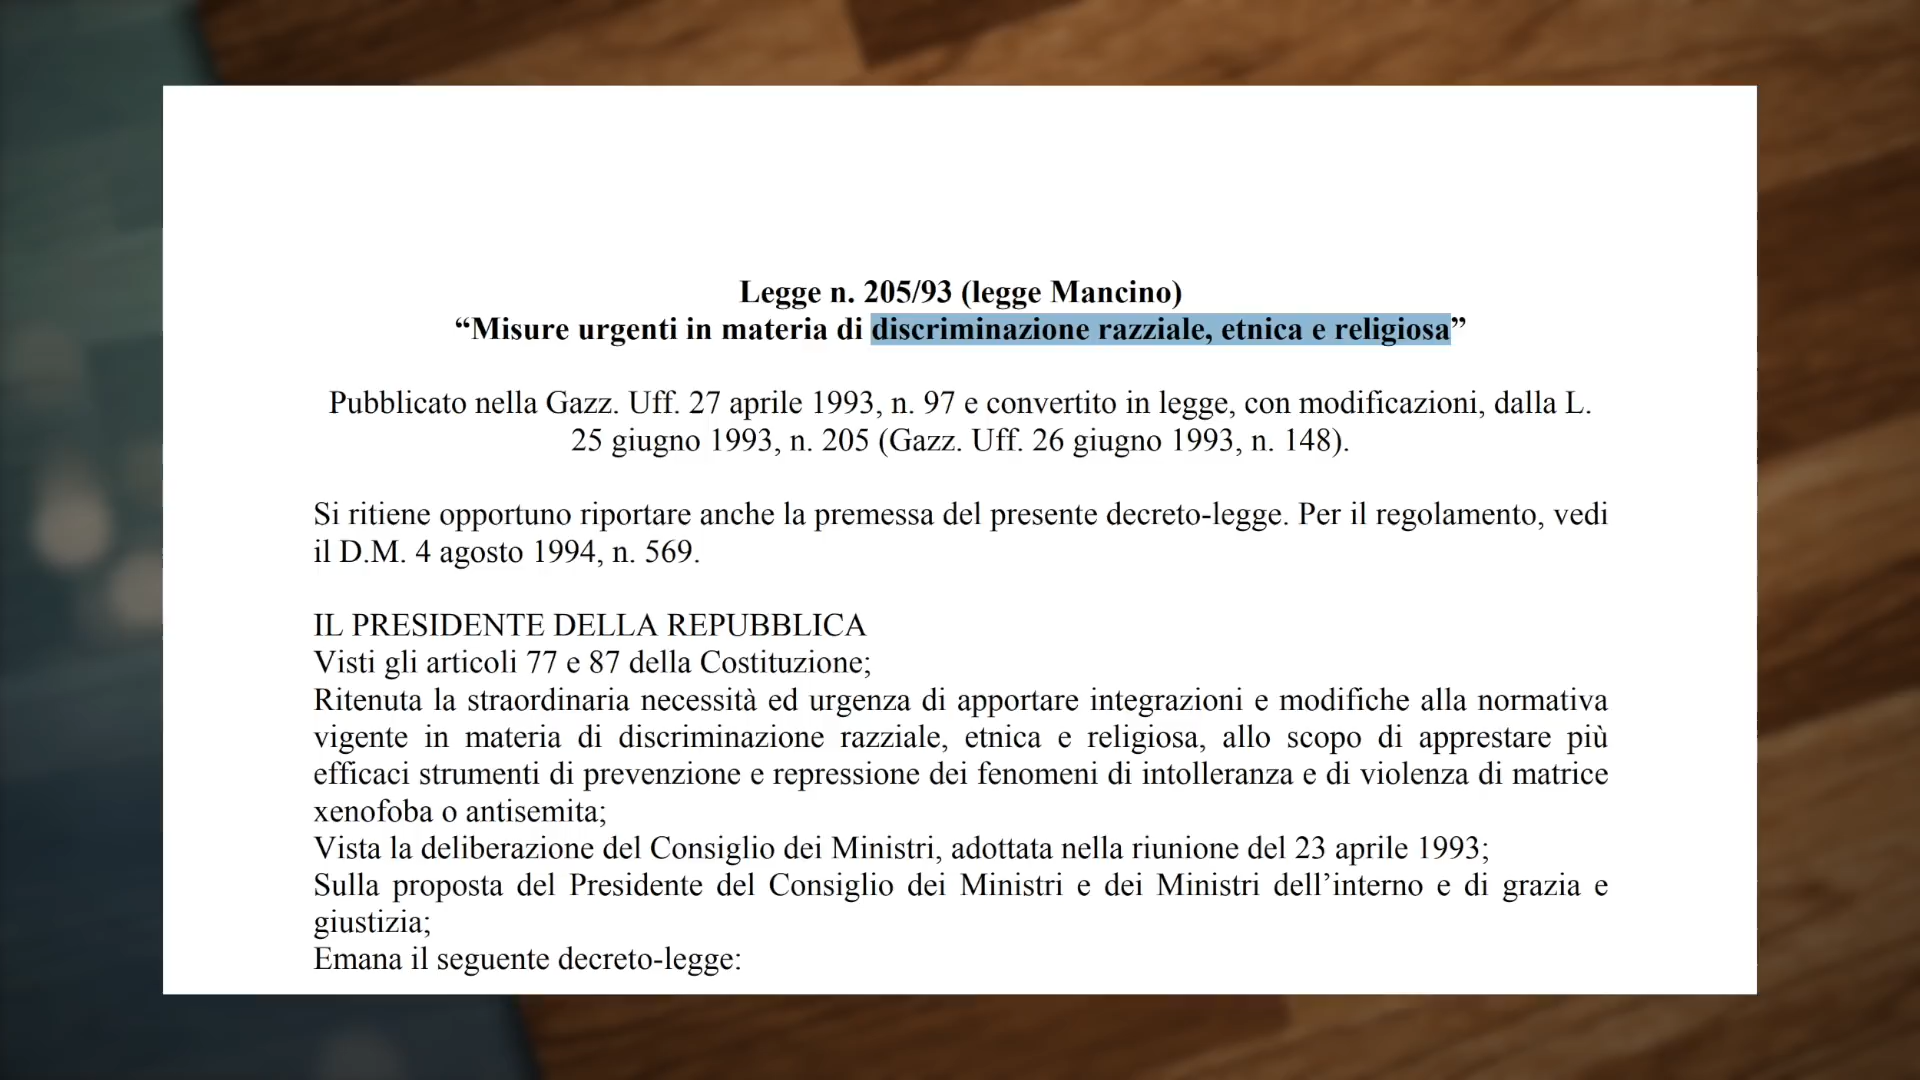 Legge n. 205/93 (legge Mancino)
“Misure urgenti in materia di discriminazione razziale, etnica e religiosa”
Pubblicato nella Gazz. Uff. 27 aprile 1993, n. 97 e convertito in legge, con modificazioni, dalla L.
25 giugno 1993, n. 205 (Gazz. Uff. 26 giugno 1993, n. 148).
Si ritiene opportuno riportare anche la premessa del presente decreto-legge. Per il regolamento, vedi
il D.M. 4 agosto 1994, n. 569.
IL PRESIDENTE DELLA REPUBBLICA
Visti gli articoli 77 e 87 della Costituzione;
Ritenuta la straordinaria necessità ed urgenza di apportare integrazioni e modifiche alla normativa
vigente in materia di discriminazione razziale, etnica e religiosa, allo scopo di apprestare più
efficaci strumenti di prevenzione e repressione dei fenomeni di intolleranza e di violenza di matrice
xenofoba o antisemita;
Vista la deliberazione del Consiglio dei Ministri, adottata nella riunione del 23 aprile 1993;
Sulla proposta del Presidente del Consiglio dei Ministri e dei Ministri dell’interno e di grazia e
giustizia;
Emana il seguente decreto-legge: